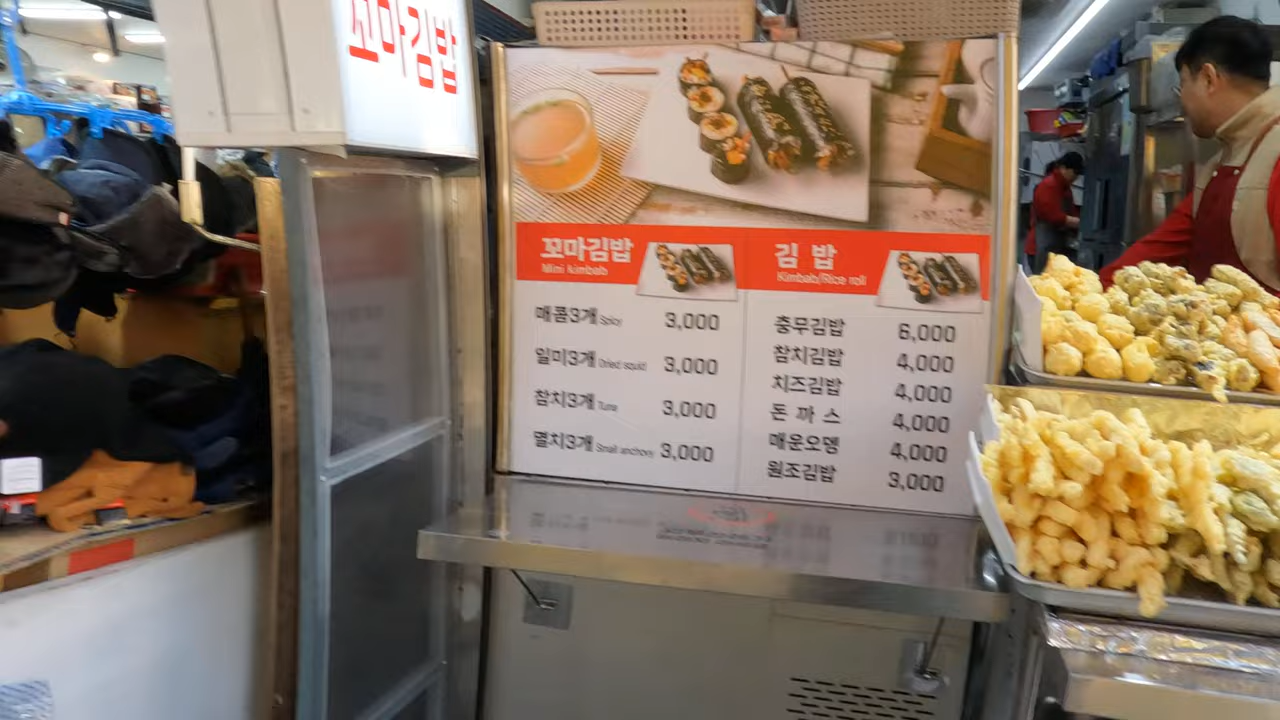 꼬마김밥
꼬마김밥
Mini kimbab
매콤3개 Spicy 3,000
일미3개 Dried squid 3,000
참치3개 Tuna 3,000
멸치3개 Small anchovy 3,000
김 밥
Kimbab/Rice roll
충무김밥 6,000
참치김밥 4,000
치즈김밥 4,000
돈 까 스 4,000
매운오뎅 4,000
원조김밥 3,000